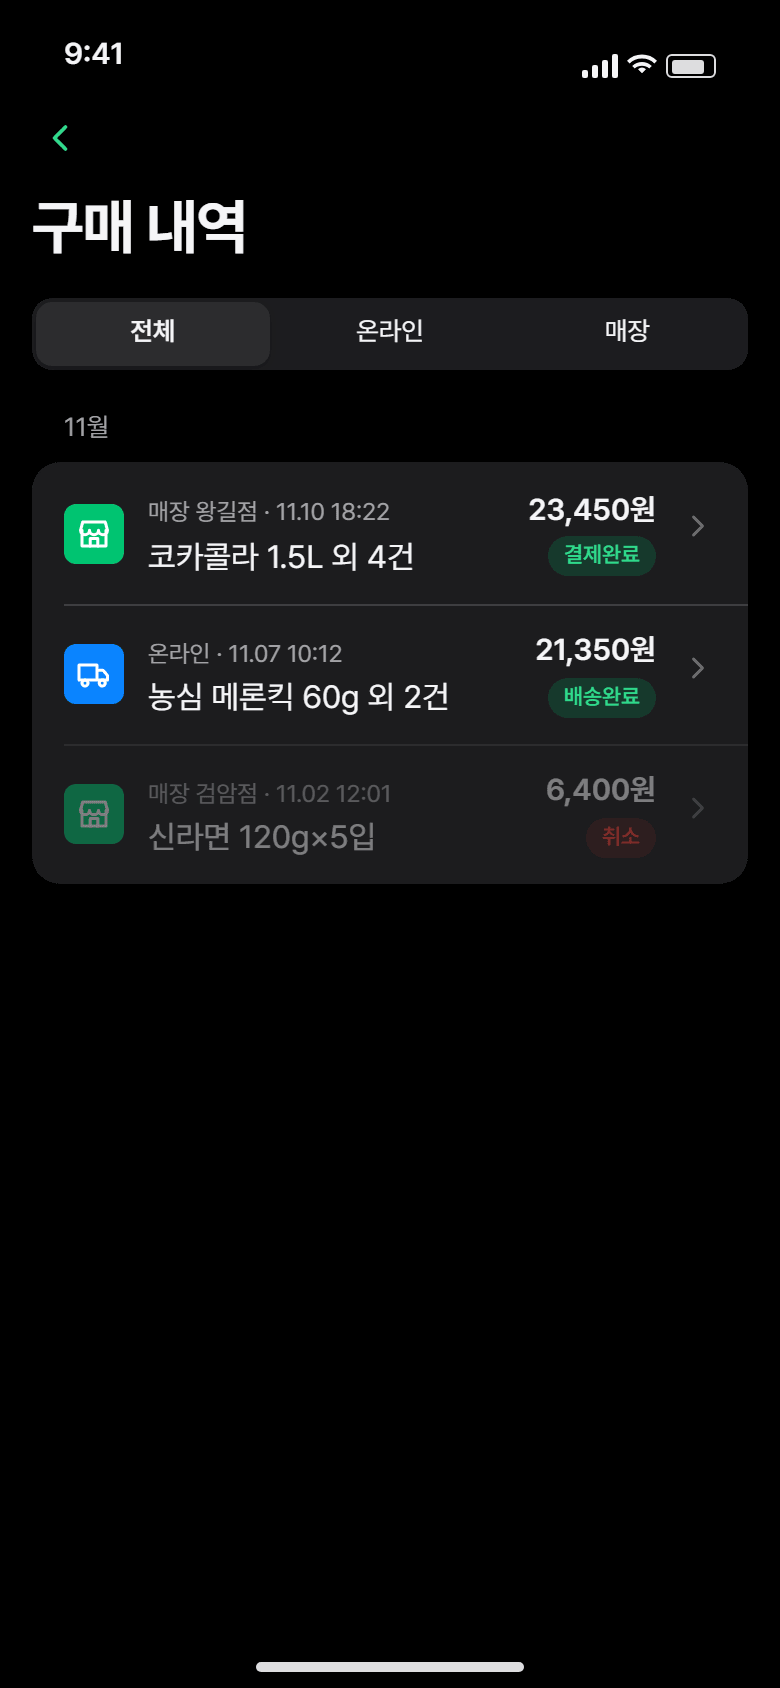 9:41
구매 내역
전체 온라인 매장
11월
매장 왕길점 · 11.10 18:22
23,450원
코카콜라 1.5L 외 4건
결제완료
온라인 · 11.07 10:12
21,350원
농심 메론킥 60g 외 2건
배송완료
매장 검암점 · 11.02 12:01
6,400원
신라면 120g×5입
취소